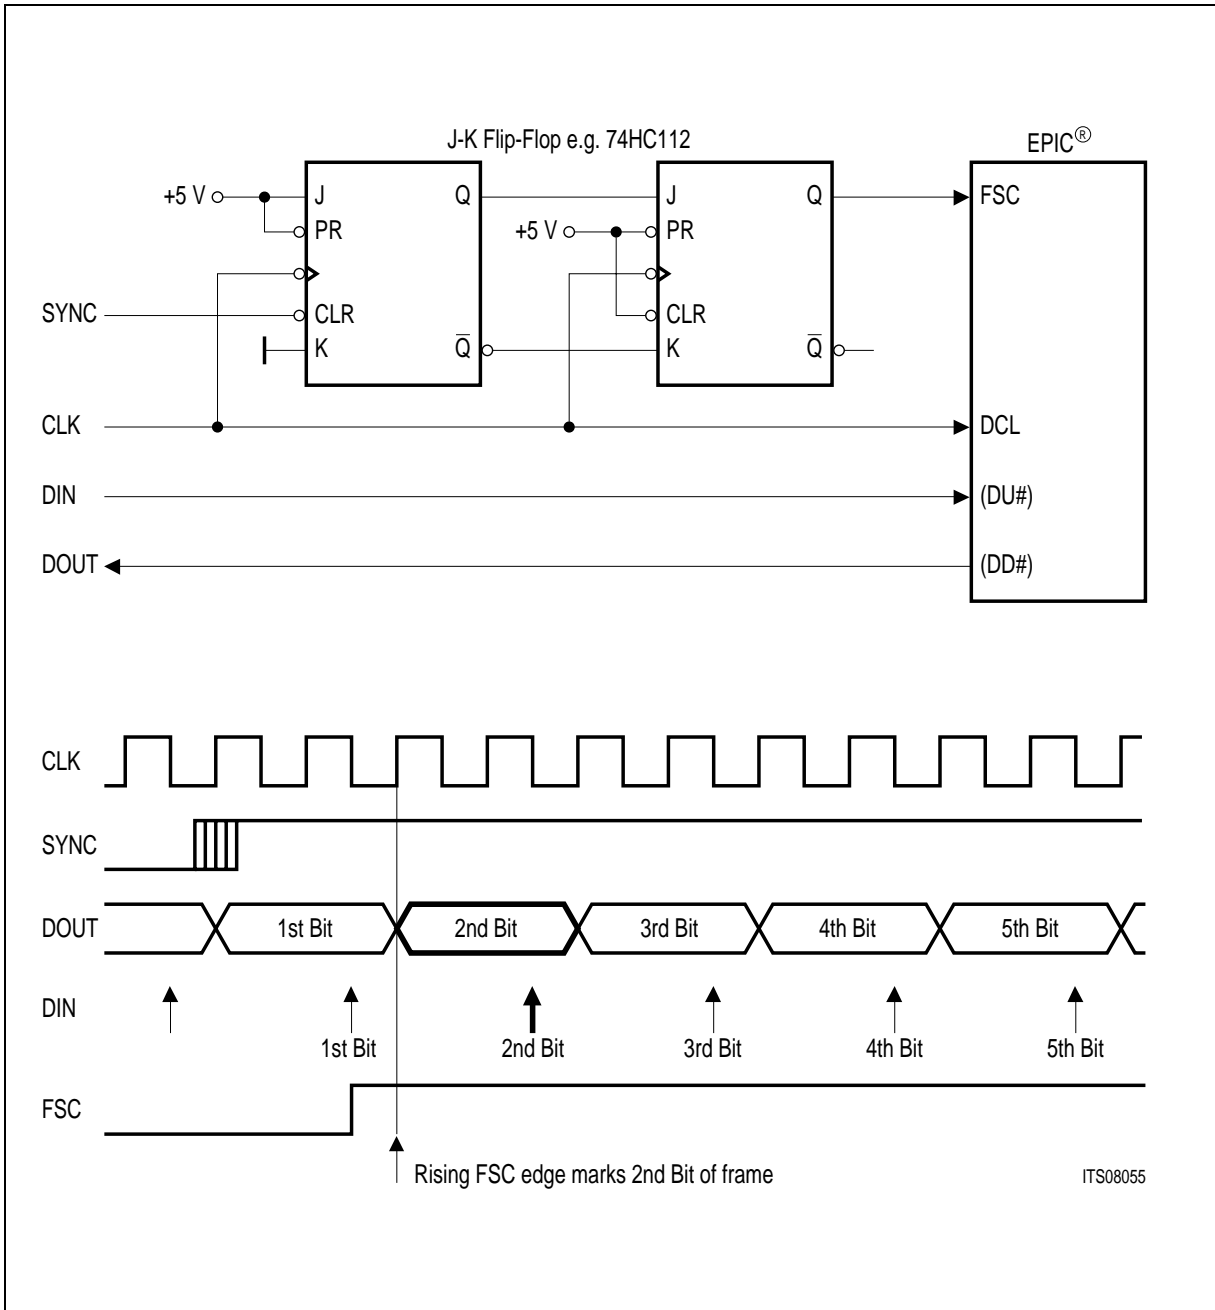 J-K Flip-Flop e.g. 74HC112
EPIC®
+5 V
J
Q
J
Q
FSC
PR
+5 V
PR
SYNC
CLR
CLR
K
Q̅
K
Q̅
CLK
DCL
DIN
(DU#)
DOUT
(DD#)
CLK
SYNC
DOUT
1st Bit
2nd Bit
3rd Bit
4th Bit
5th Bit
DIN
1st Bit
2nd Bit
3rd Bit
4th Bit
5th Bit
FSC
Rising FSC edge marks 2nd Bit of frame
ITS08055